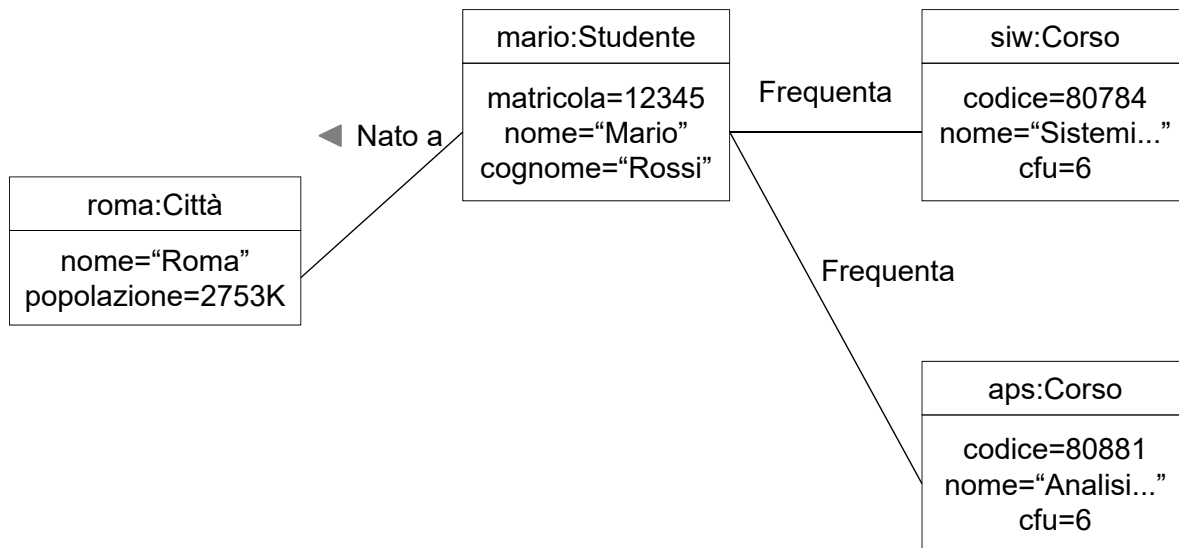 mario:Studente
matricola=12345
nome=“Mario”
cognome=“Rossi”
Frequenta
siw:Corso
codice=80784
nome=“Sistemi...”
cfu=6
Nato a
roma:Città
nome=“Roma”
popolazione=2753K
Frequenta
aps:Corso
codice=80881
nome=“Analisi...”
cfu=6